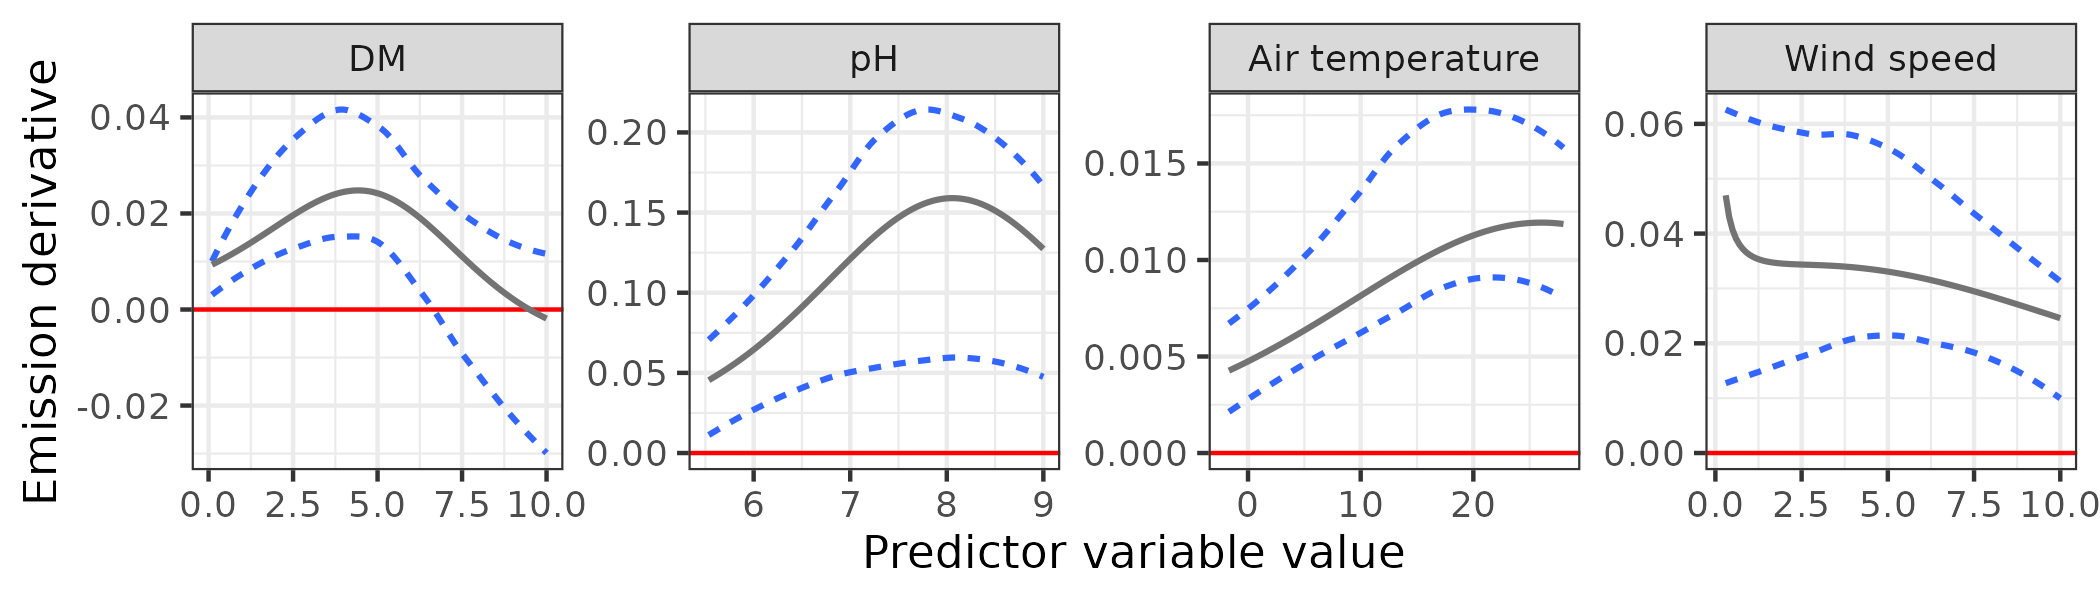 DM
pH
Air temperature
Wind speed
Emission derivative
0.04
0.02
0.00
-0.02
0.20
0.15
0.10
0.05
0.00
0.015
0.010
0.005
0.000
0.06
0.04
0.02
0.00
0.0 2.5 5.0 7.5 10.0
6 7 8 9
0 10 20
0.0 2.5 5.0 7.5 10.0
Predictor variable value